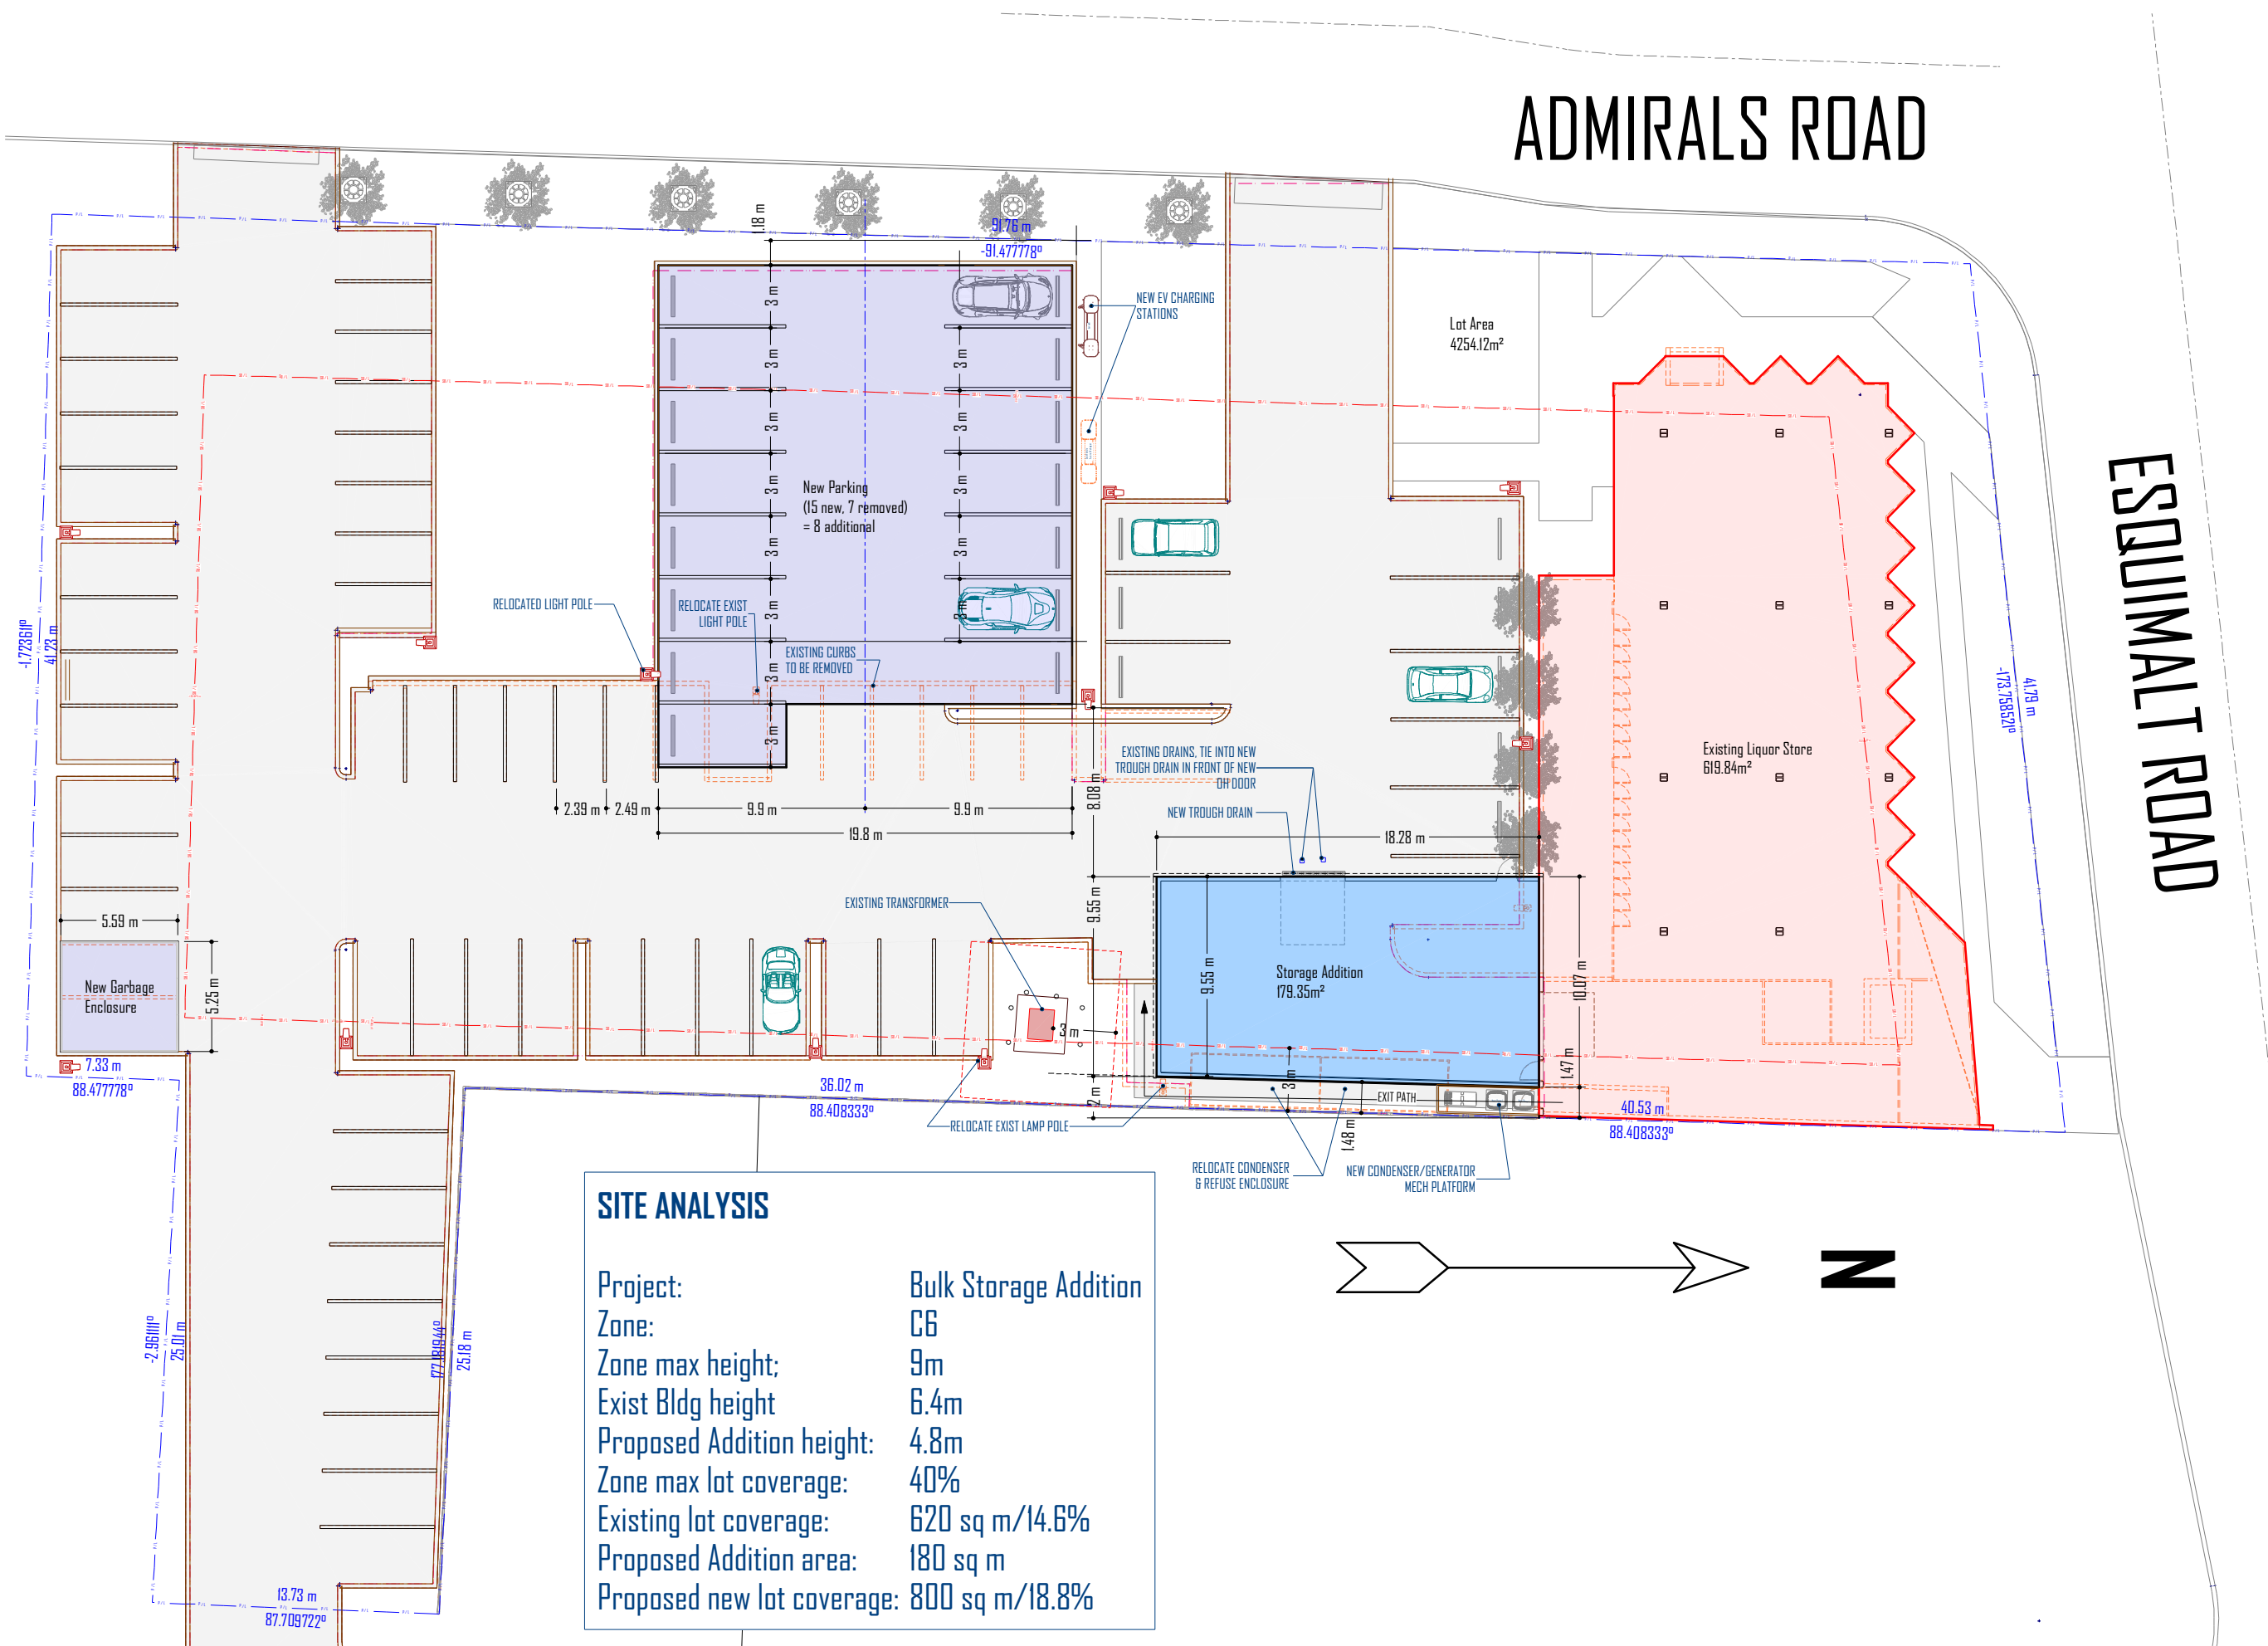 ADMIRALS ROAD
ESQUIMALT ROAD
91.76 m
-91.477778°
1.18 m
NEW EV CHARGING
STATIONS
Lot Area
4254.12m²
3 m
3 m
3 m
3 m
3 m
3 m
3 m
3 m
3 m
3 m
3 m
3 m
3 m
New Parking
(15 new, 7 removed)
= 8 additional
RELOCATED LIGHT POLE
RELOCATE EXIST
LIGHT POLE
EXISTING CURBS
TO BE REMOVED
-1.723611°
41.23 m
41.79 m
-173.758521°
Existing Liquor Store
619.84m²
EXISTING DRAINS, TIE INTO NEW
TROUGH DRAIN IN FRONT OF NEW
OH DOOR
NEW TROUGH DRAIN
8.08 m
2.39 m
2.49 m
9.9 m
9.9 m
19.8 m
18.28 m
EXISTING TRANSFORMER
9.55 m
9.55 m
10.07 m
5.59 m
5.25 m
New Garbage
Enclosure
Storage Addition
179.35m²
3 m
3 m
2 m
1.47 m
1.48 m
EXIT PATH
7.33 m
88.477778°
36.02 m
88.408333°
40.53 m
88.408333°
RELOCATE EXIST LAMP POLE
RELOCATE CONDENSER
& REFUSE ENCLOSURE
NEW CONDENSER/GENERATOR
MECH PLATFORM
N
-2.961111°
25.01 m
177.181944°
25.18 m
13.73 m
87.709722°
SITE ANALYSIS
Project: Bulk Storage Addition
Zone: C6
Zone max height; 9m
Exist Bldg height 6.4m
Proposed Addition height: 4.8m
Zone max lot coverage: 40%
Existing lot coverage: 620 sq m/14.6%
Proposed Addition area: 180 sq m
Proposed new lot coverage: 800 sq m/18.8%